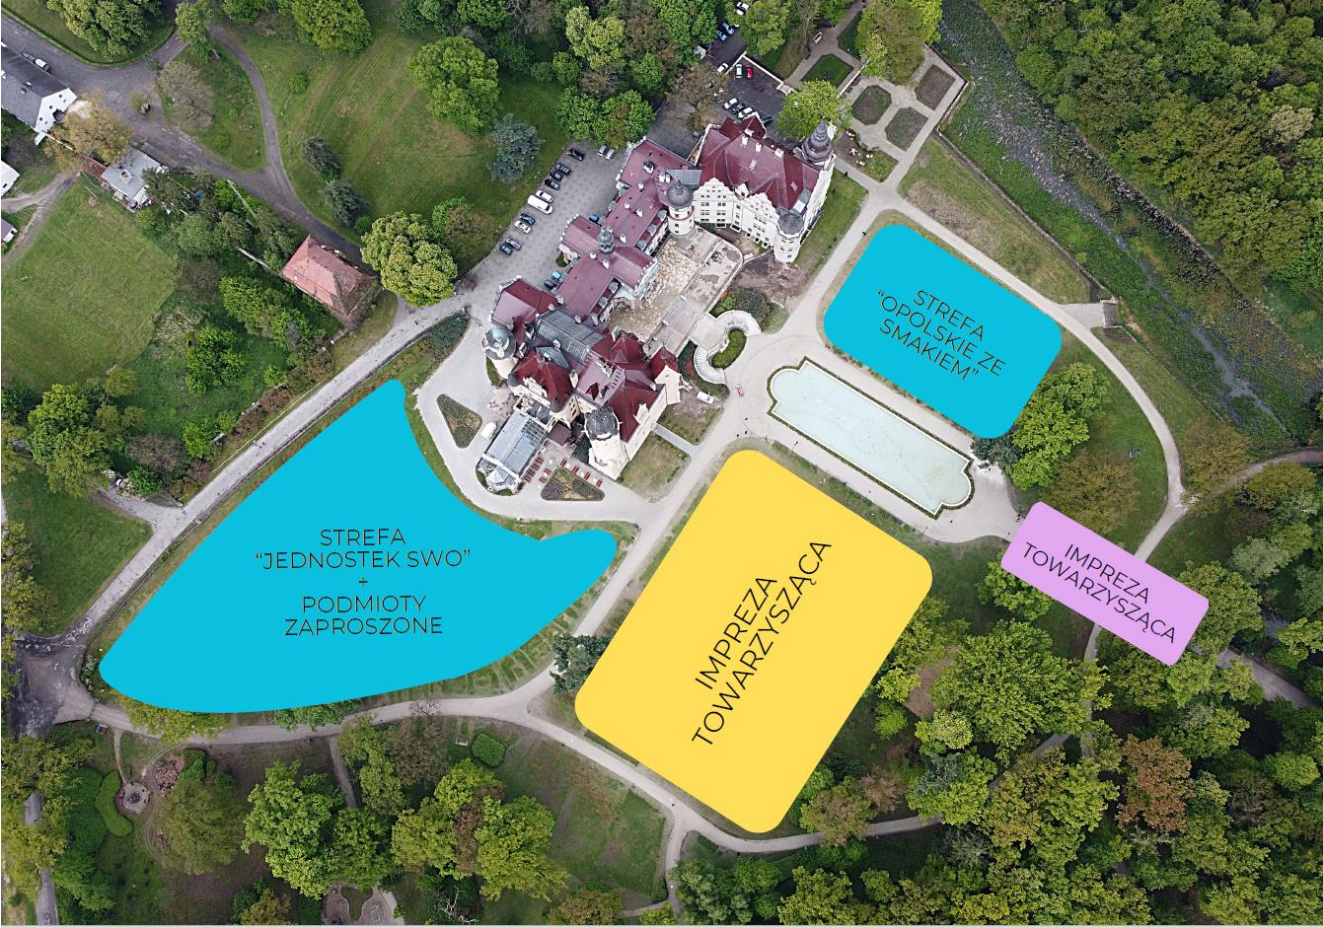 STREFA
"OPOLSKIE ZE
SMAKIEM"
STREFA
"JEDNOSTEK SWO"
+
PODMIOTY
ZAPROSZONE
IMPREZA
TOWARZYSZĄCA
IMPREZA
TOWARZYSZĄCA